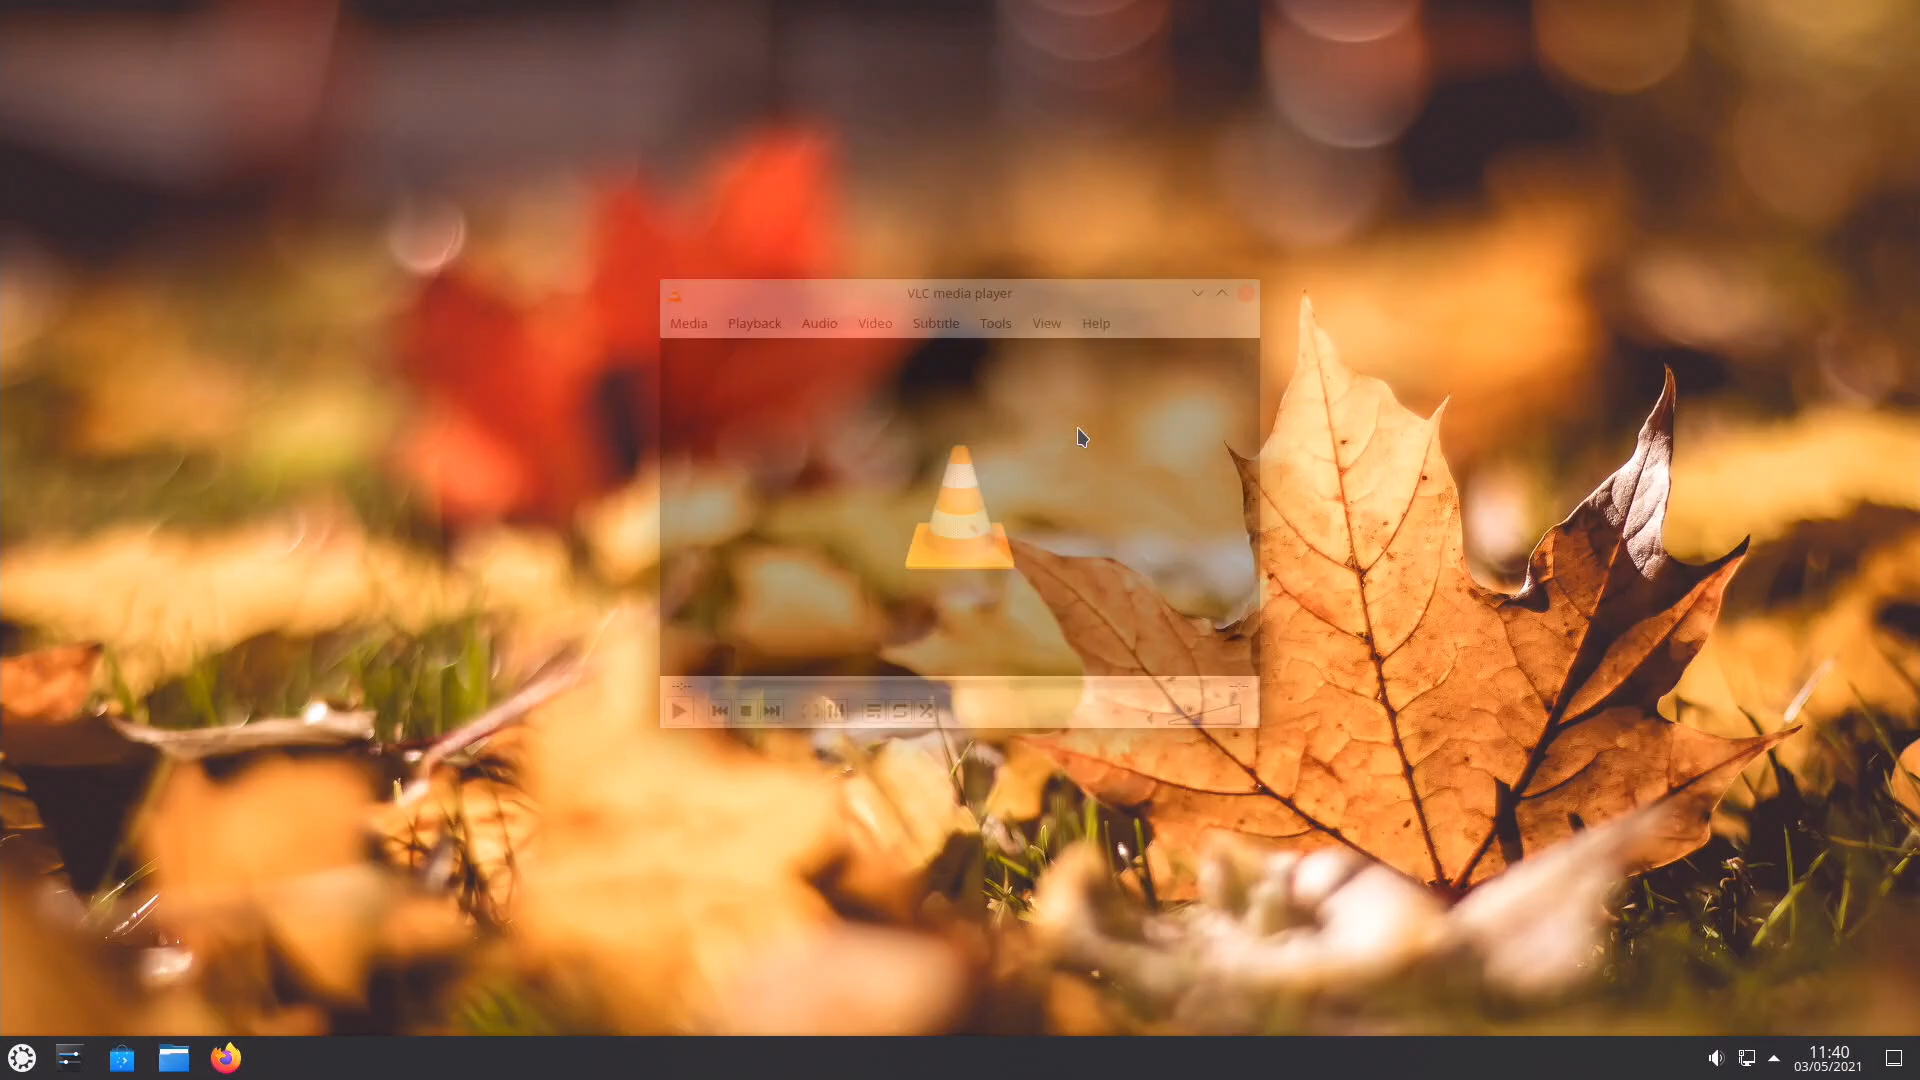 VLC media player
Media Playback Audio Video Subtitle Tools View Help
--:--
--:--
11:40
03/05/2021